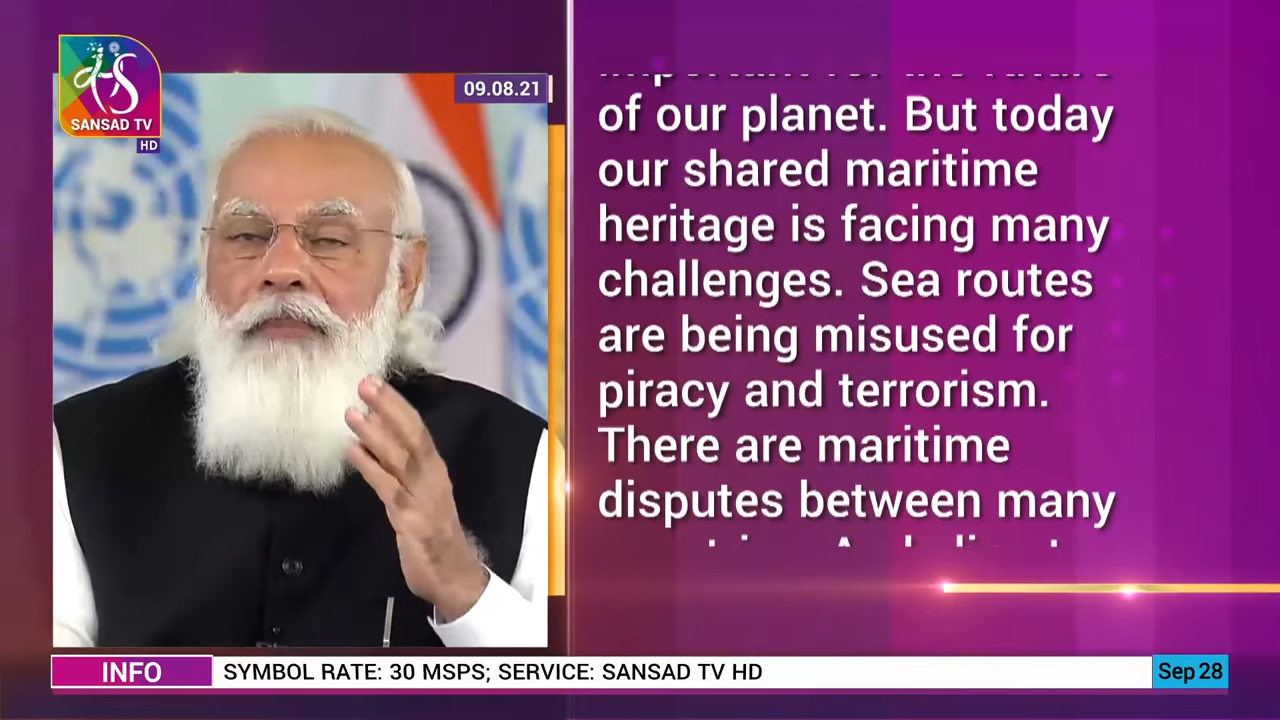 SANSAD TV
HD
09.08.21
of our planet. But today
our shared maritime
heritage is facing many
challenges. Sea routes
are being misused for
piracy and terrorism.
There are maritime
disputes between many
INFO
SYMBOL RATE: 30 MSPS; SERVICE: SANSAD TV HD
Sep 28